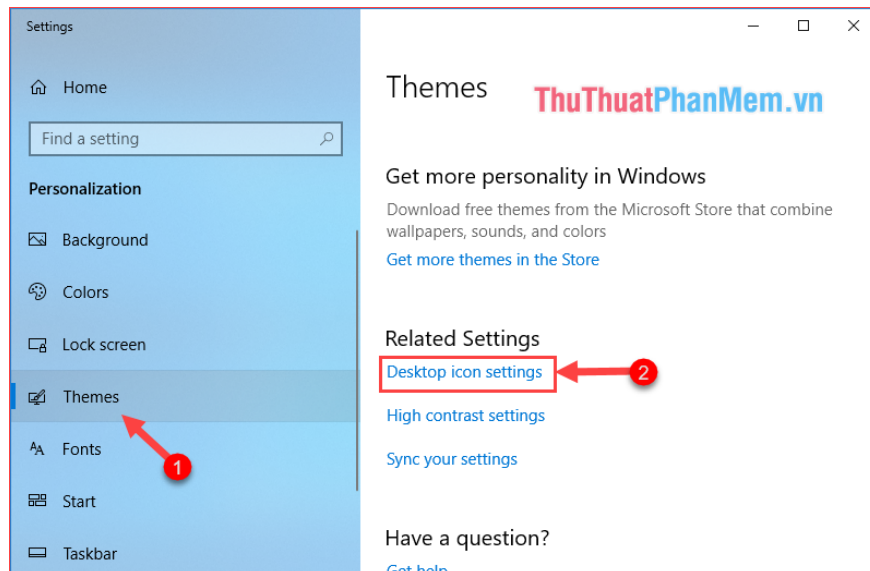 Settings
Home
Find a setting
Personalization
Background
Colors
Lock screen
Themes
1
Fonts
Start
Taskbar
Themes
ThuThuatPhanMem.vn
Get more personality in Windows
Download free themes from the Microsoft Store that combine
wallpapers, sounds, and colors
Get more themes in the Store
Related Settings
Desktop icon settings
2
High contrast settings
Sync your settings
Have a question?
Get help